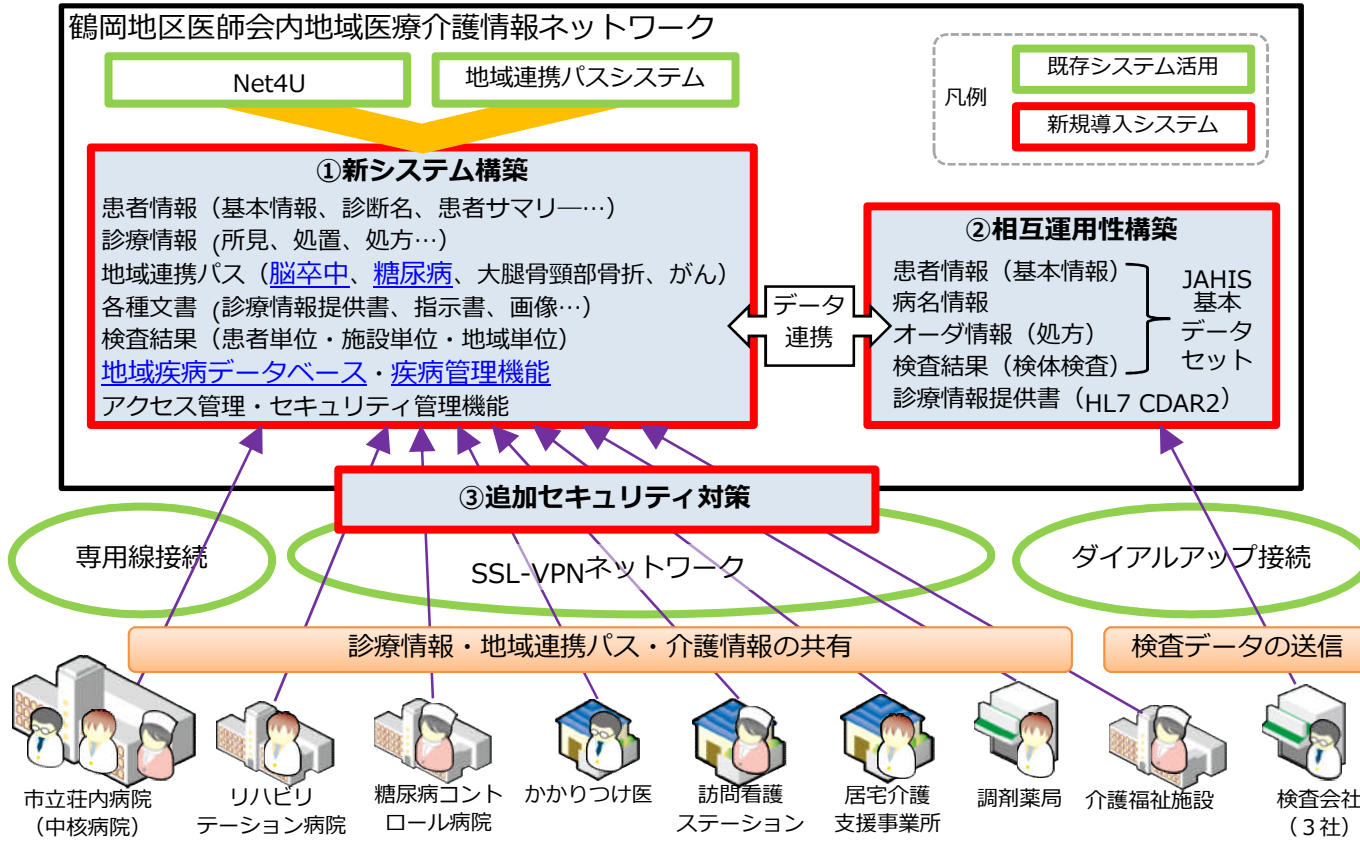 鶴岡地区医師会内地域医療介護情報ネットワーク
Net4U
地域連携パスシステム
凡例
既存システム活用
新規導入システム
①新システム構築
患者情報（基本情報、診断名、患者サマリ―…）
診療情報 (所見、処置、処方…）
地域連携パス（脳卒中、糖尿病、大腿骨頸部骨折、がん）
各種文書 (診療情報提供書、指示書、画像…）
検査結果（患者単位・施設単位・地域単位）
地域疾病データベース・疾病管理機能
アクセス管理・セキュリティ管理機能
データ
連携
②相互運用性構築
患者情報（基本情報）
病名情報
オーダ情報（処方）
検査結果（検体検査）
診療情報提供書（HL7 CDAR2）
JAHIS
基本
データ
セット
③追加セキュリティ対策
専用線接続
SSL-VPNネットワーク
ダイアルアップ接続
診療情報・地域連携パス・介護情報の共有
検査データの送信
市立荘内病院
（中核病院）
リハビリ
テーション病院
糖尿病コント
ロール病院
かかりつけ医
訪問看護
ステーション
居宅介護
支援事業所
調剤薬局
介護福祉施設
検査会社
（３社）